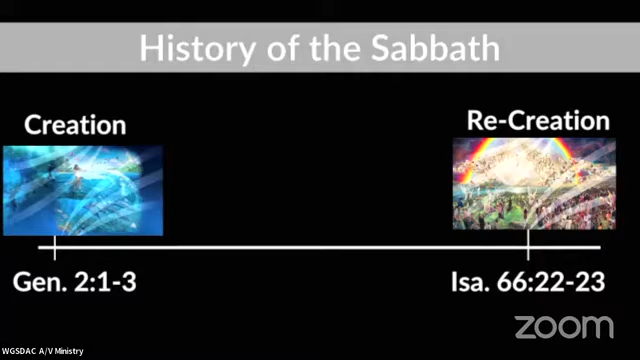 History of the Sabbath
Creation
Re-Creation
Gen. 2:1-3
Isa. 66:22-23
zoom
WGSDAC A/V Ministry